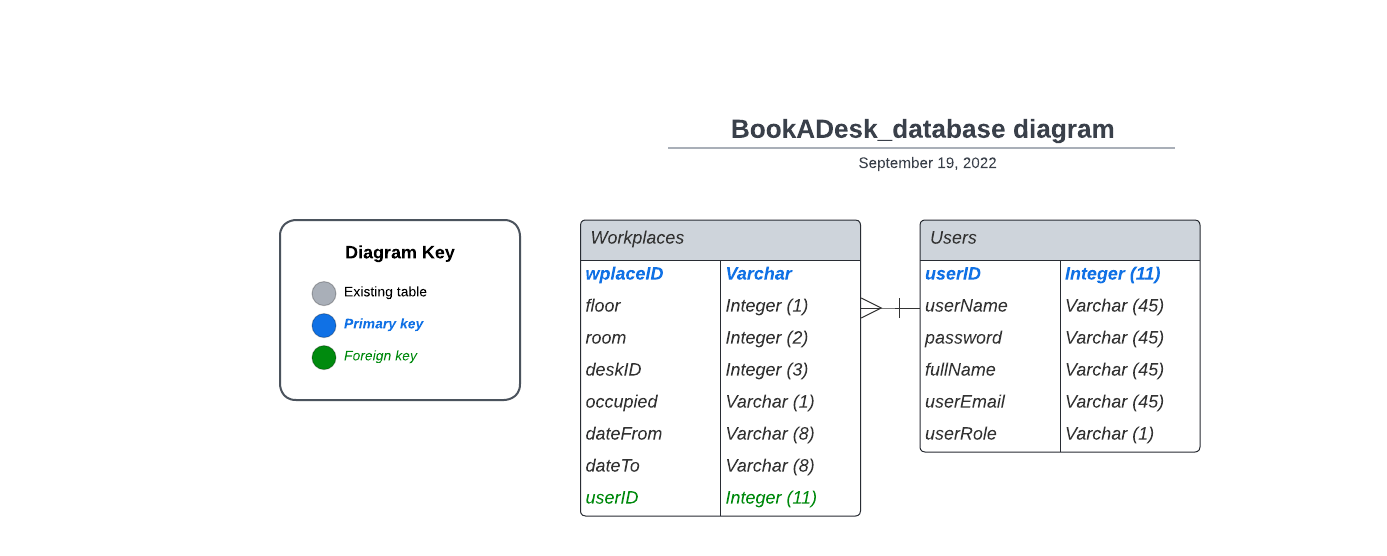 BookADesk_database diagram
September 19, 2022
Diagram Key
Existing table
Primary key
Foreign key
Workplaces
wplaceID Varchar
floor Integer (1)
room Integer (2)
deskID Integer (3)
occupied Varchar (1)
dateFrom Varchar (8)
dateTo Varchar (8)
userID Integer (11)
Users
userID Integer (11)
userName Varchar (45)
password Varchar (45)
fullName Varchar (45)
userEmail Varchar (45)
userRole Varchar (1)